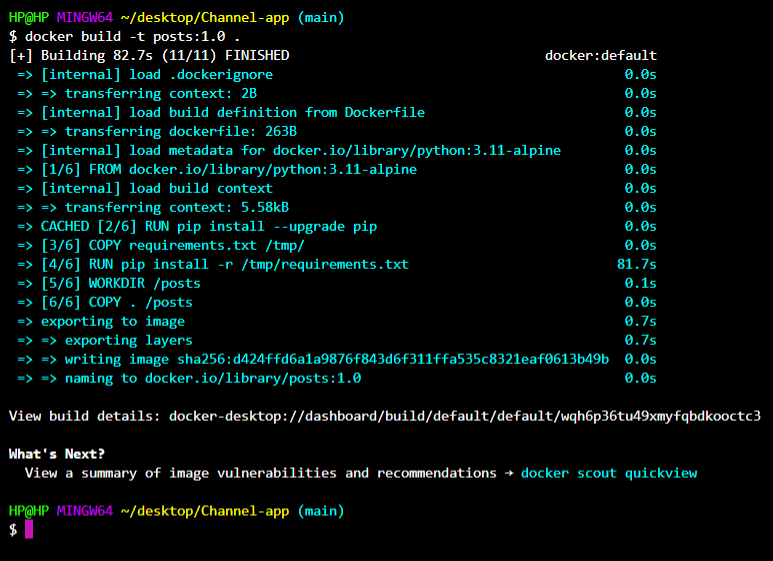 HP@HP MINGW64 ~/desktop/Channel-app (main)
$ docker build -t posts:1.0 .
[+] Building 82.7s (11/11) FINISHED docker:default
=> [internal] load .dockerignore 0.0s
=> => transferring context: 2B 0.0s
=> [internal] load build definition from Dockerfile 0.0s
=> => transferring dockerfile: 263B 0.0s
=> [internal] load metadata for docker.io/library/python:3.11-alpine 0.0s
=> [1/6] FROM docker.io/library/python:3.11-alpine 0.0s
=> [internal] load build context 0.0s
=> => transferring context: 5.58kB 0.0s
=> CACHED [2/6] RUN pip install --upgrade pip 0.0s
=> [3/6] COPY requirements.txt /tmp/ 0.0s
=> [4/6] RUN pip install -r /tmp/requirements.txt 81.7s
=> [5/6] WORKDIR /posts 0.1s
=> [6/6] COPY . /posts 0.0s
=> exporting to image 0.7s
=> => exporting layers 0.7s
=> => writing image sha256:d424ffd6a1a9876f843d6f311ffa535c8321eaf0613b49b 0.0s
=> => naming to docker.io/library/posts:1.0 0.0s
View build details: docker-desktop://dashboard/build/default/default/wqh6p36tu49xmyfqbdkooctc3
What's Next?
View a summary of image vulnerabilities and recommendations → docker scout quickview
HP@HP MINGW64 ~/desktop/Channel-app (main)
$